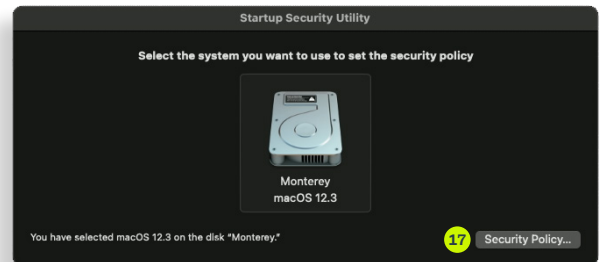 Startup Security Utility
Select the system you want to use to set the security policy
Monterey
macOS 12.3
You have selected macOS 12.3 on the disk “Monterey.”
17 Security Policy...